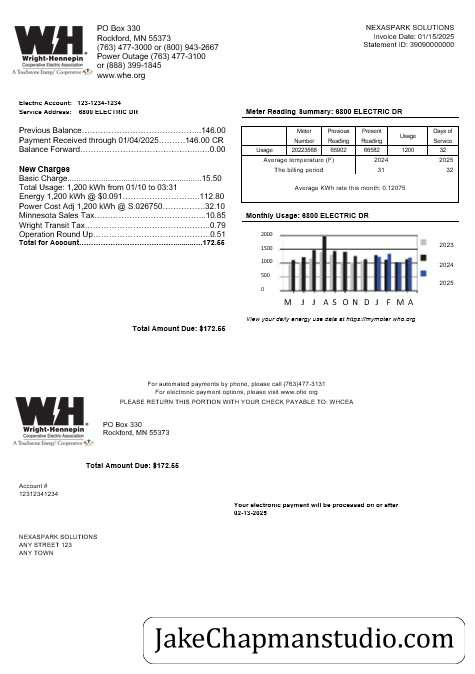 WH
Wright-Hennepin
Cooperative Electric Association
A Touchstone Energy® Cooperative
PO Box 330
Rockford, MN 55373
(763) 477-3000 or (800) 943-2667
Power Outage (763) 477-3100
or (888) 399-1845
www.whe.org
NEXASPARK SOLUTIONS
Invoice Date: 01/15/2025
Statement ID: 39090000000
Electric Account: 123-1234-1234
Service Address: 6800 ELECTRIC DR
Previous Balance.....146.00
Payment Received through 01/04/2025.....146.00 CR
Balance Forward.....0.00
New Charges
Basic Charge.....15.50
Total Usage: 1,200 kWh from 01/10 to 03:31
Energy 1,200 kWh @ $0.091.....112.80
Power Cost Adj 1,200 kWh @ S.026750.....32.10
Minnesota Sales Tax.....10.85
Wright Transit Tax.....0.79
Operation Round Up.....0.51
Total for Account.....172.55
Total Amount Due: $172.55
Meter Reading Summary: 6800 ELECTRIC DR
Meter Number Previous Reading Present Reading Usage Days of Service
Usage 20223568 65902 66582 1200 32
Average temperature (F) 2024 2025
The billing period 31 32
Average KWH rate this month: 0.12075
Monthly Usage: 6800 ELECTRIC DR
2000
1500
1000
500
0
M J J A S O N D J F M A
2023
2024
2025
View your daily energy use data at https://mymeter.whe.org
For automated payments by phone, please call (763)477-3131
For electronic payment options, please visit www.whe.org
PLEASE RETURN THIS PORTION WITH YOUR CHECK PAYABLE TO: WHCEA
WH
Wright-Hennepin
Cooperative Electric Association
A Touchstone Energy® Cooperative
PO Box 330
Rockford, MN 55373
Total Amount Due: $172.55
Account #
12312341234
Your electronic payment will be processed on or after
02-13-2025
NEXASPARK SOLUTIONS
ANY STREET 123
ANY TOWN
JakeChapmanstudio.com